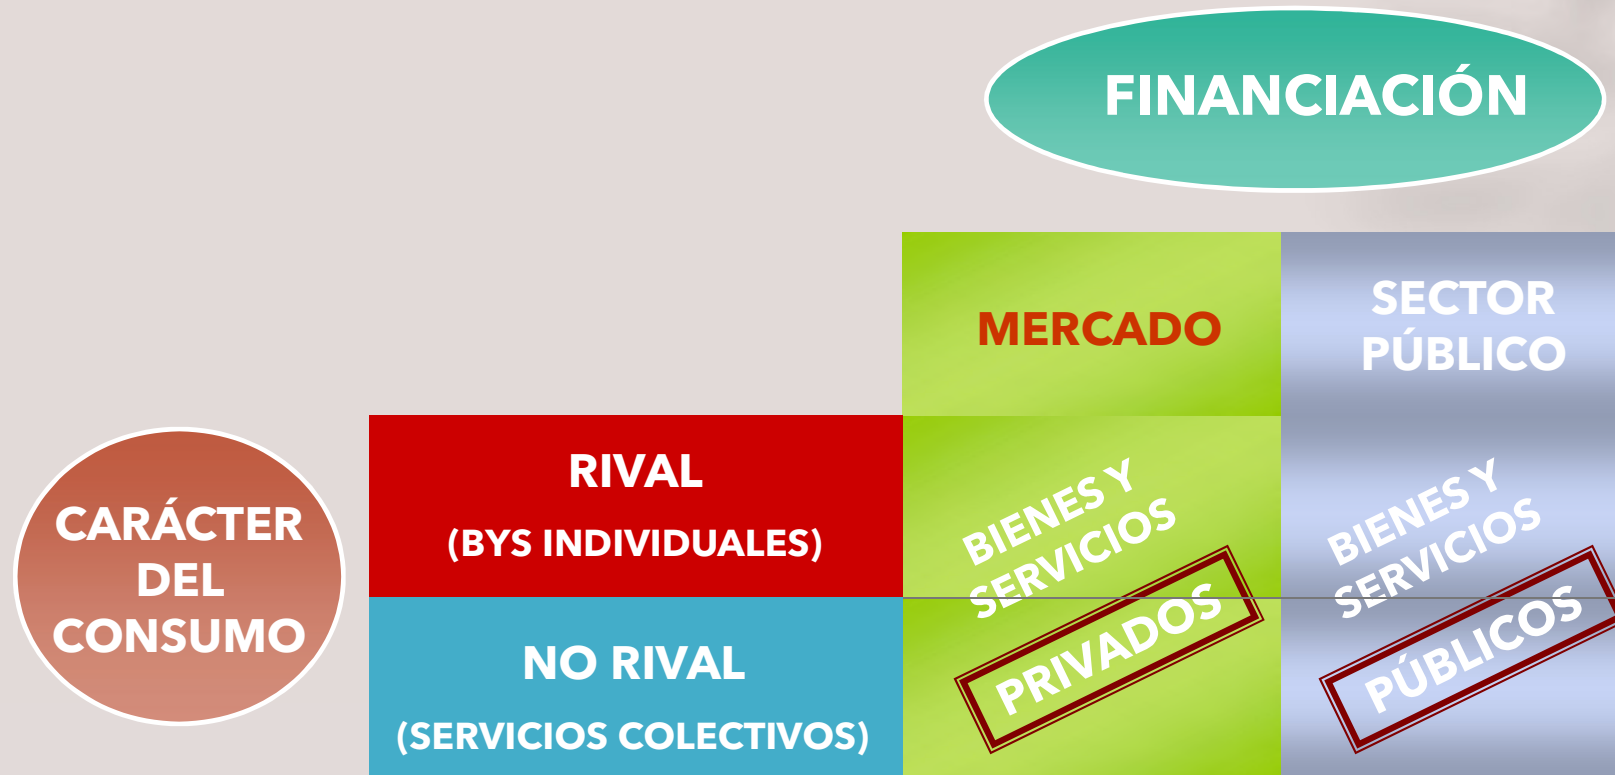 FINANCIACIÓN
MERCADO
SECTOR
PÚBLICO
CARÁCTER
DEL
CONSUMO
RIVAL
(BYS INDIVIDUALES)
NO RIVAL
(SERVICIOS COLECTIVOS)
BIENES Y
SERVICIOS
PRIVADOS
BIENES Y
SERVICIOS
PÚBLICOS